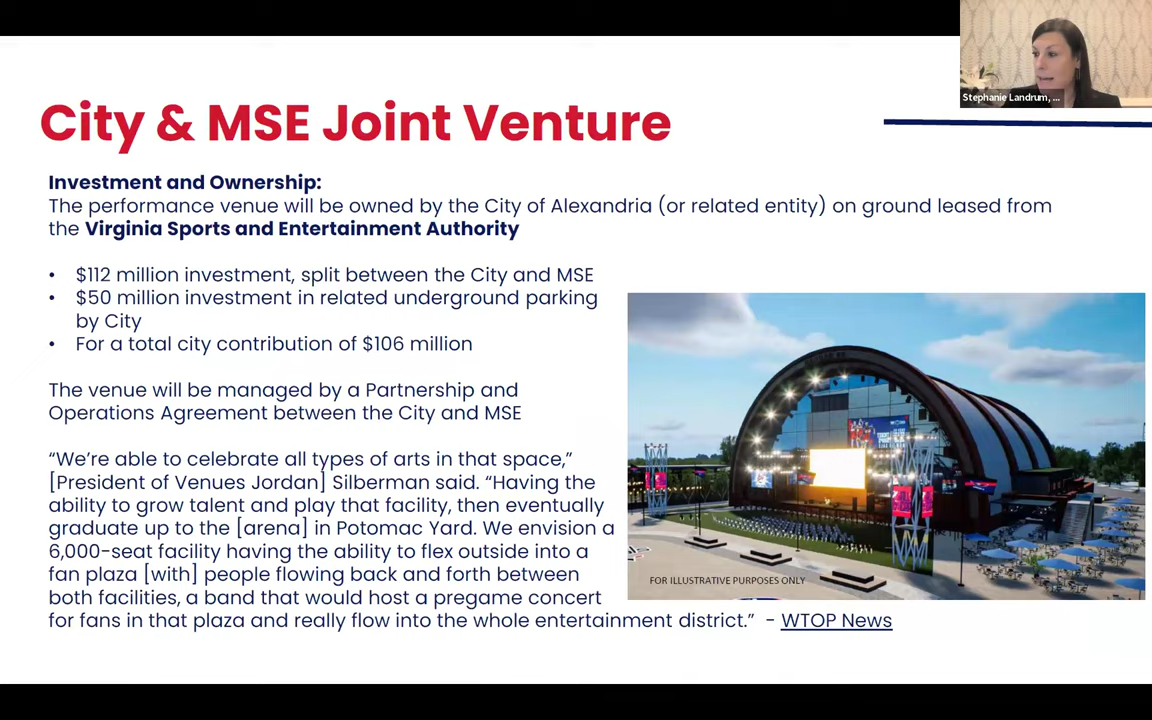 Stephanie Landrum, ...
City & MSE Joint Venture
Investment and Ownership:
The performance venue will be owned by the City of Alexandria (or related entity) on ground leased from
the Virginia Sports and Entertainment Authority
• $112 million investment, split between the City and MSE
• $50 million investment in related underground parking
by City
• For a total city contribution of $106 million
The venue will be managed by a Partnership and
Operations Agreement between the City and MSE
“We’re able to celebrate all types of arts in that space,”
[President of Venues Jordan] Silberman said. “Having the
ability to grow talent and play that facility, then eventually
graduate up to the [arena] in Potomac Yard. We envision a
6,000-seat facility having the ability to flex outside into a
fan plaza [with] people flowing back and forth between
both facilities, a band that would host a pregame concert
for fans in that plaza and really flow into the whole entertainment district.” - WTOP News
FOR ILLUSTRATIVE PURPOSES ONLY